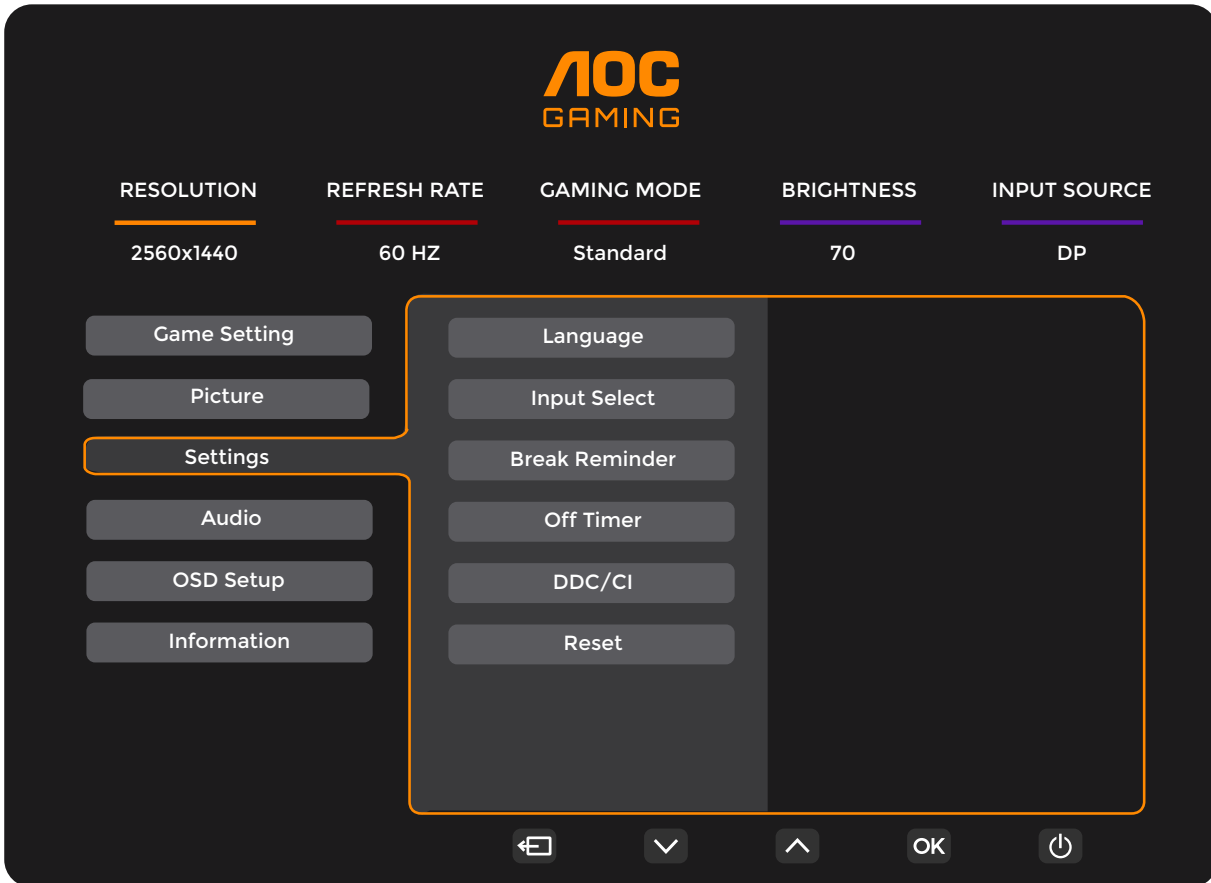 AOC
GAMING
RESOLUTION REFRESH RATE GAMING MODE BRIGHTNESS INPUT SOURCE
2560x1440 60 HZ Standard 70 DP
Game Setting
Picture
Settings
Audio
OSD Setup
Information
Language
Input Select
Break Reminder
Off Timer
DDC/CI
Reset
OK